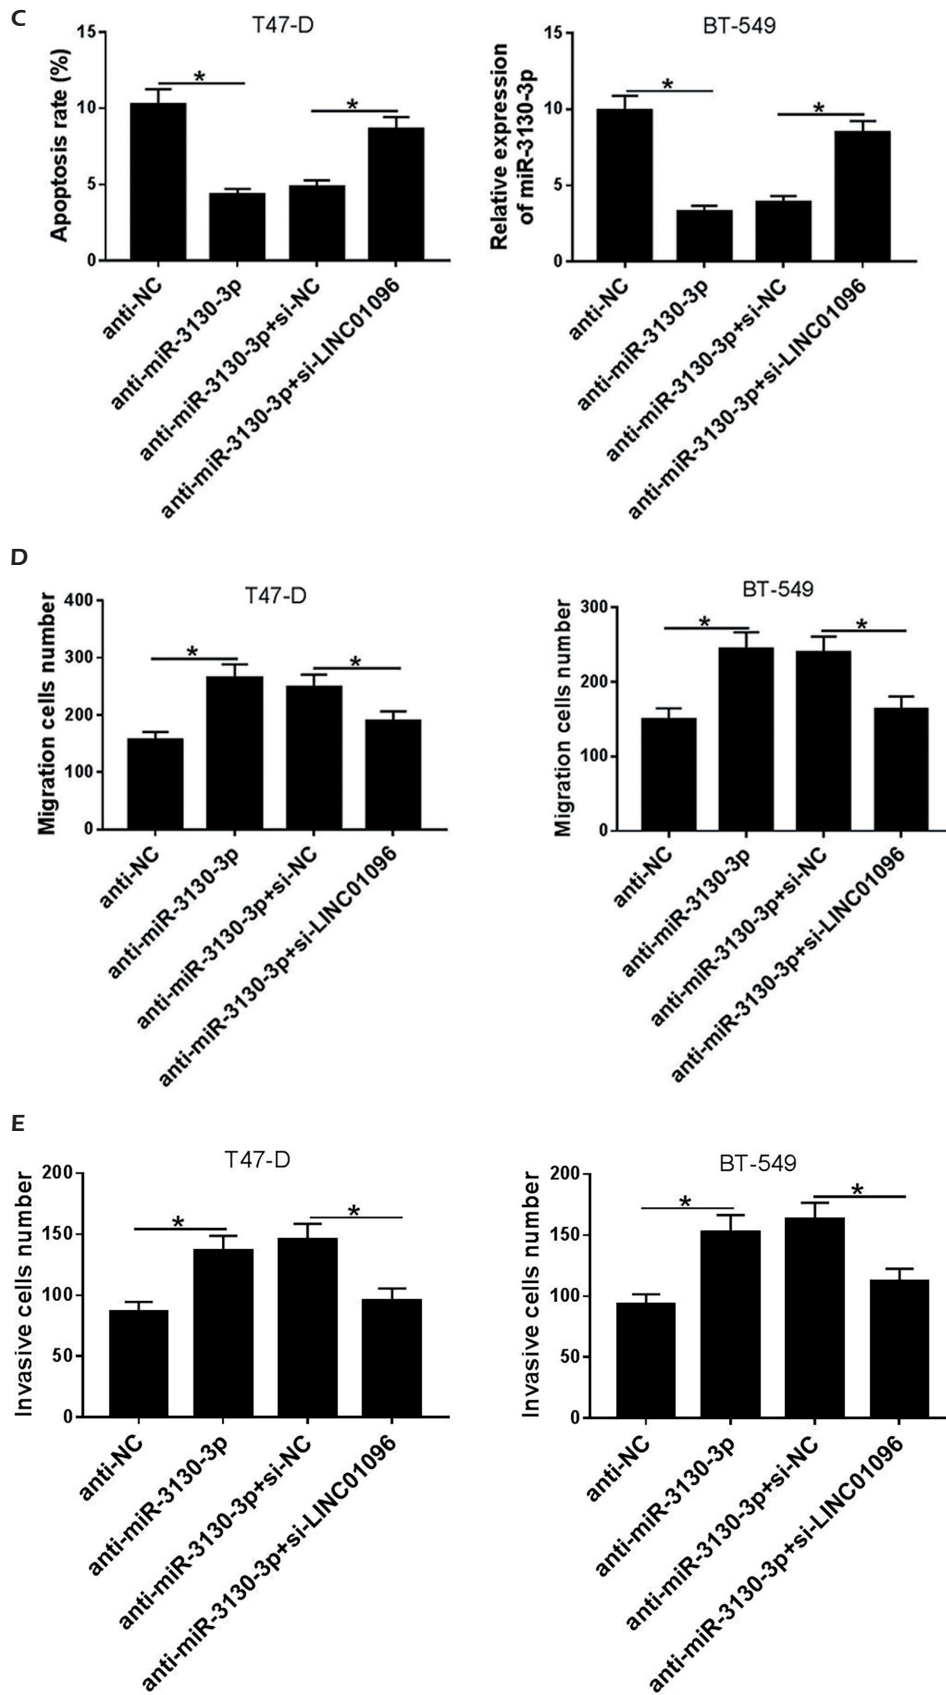 C
T47-D
Apoptosis rate (%)
15
10
5
0
*
*
anti-NC
anti-miR-3130-3p
anti-miR-3130-3p+si-NC
anti-miR-3130-3p+si-LINC01096
BT-549
Relative expression
of miR-3130-3p
15
10
5
0
*
*
anti-NC
anti-miR-3130-3p
anti-miR-3130-3p+si-NC
anti-miR-3130-3p+si-LINC01096
D
T47-D
Migration cells number
400
300
200
100
0
*
*
anti-NC
anti-miR-3130-3p
anti-miR-3130-3p+si-NC
anti-miR-3130-3p+si-LINC01096
BT-549
Migration cells number
300
200
100
0
*
*
anti-NC
anti-miR-3130-3p
anti-miR-3130-3p+si-NC
anti-miR-3130-3p+si-LINC01096
E
T47-D
Invasive cells number
200
150
100
50
0
*
*
anti-NC
anti-miR-3130-3p
anti-miR-3130-3p+si-NC
anti-miR-3130-3p+si-LINC01096
BT-549
Invasive cells number
200
150
100
50
0
*
*
anti-NC
anti-miR-3130-3p
anti-miR-3130-3p+si-NC
anti-miR-3130-3p+si-LINC01096